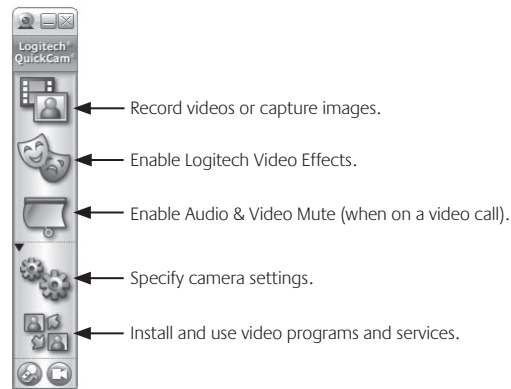 Logitech®
QuickCam®
Record videos or capture images.
Enable Logitech Video Effects.
Enable Audio & Video Mute (when on a video call).
Specify camera settings.
Install and use video programs and services.